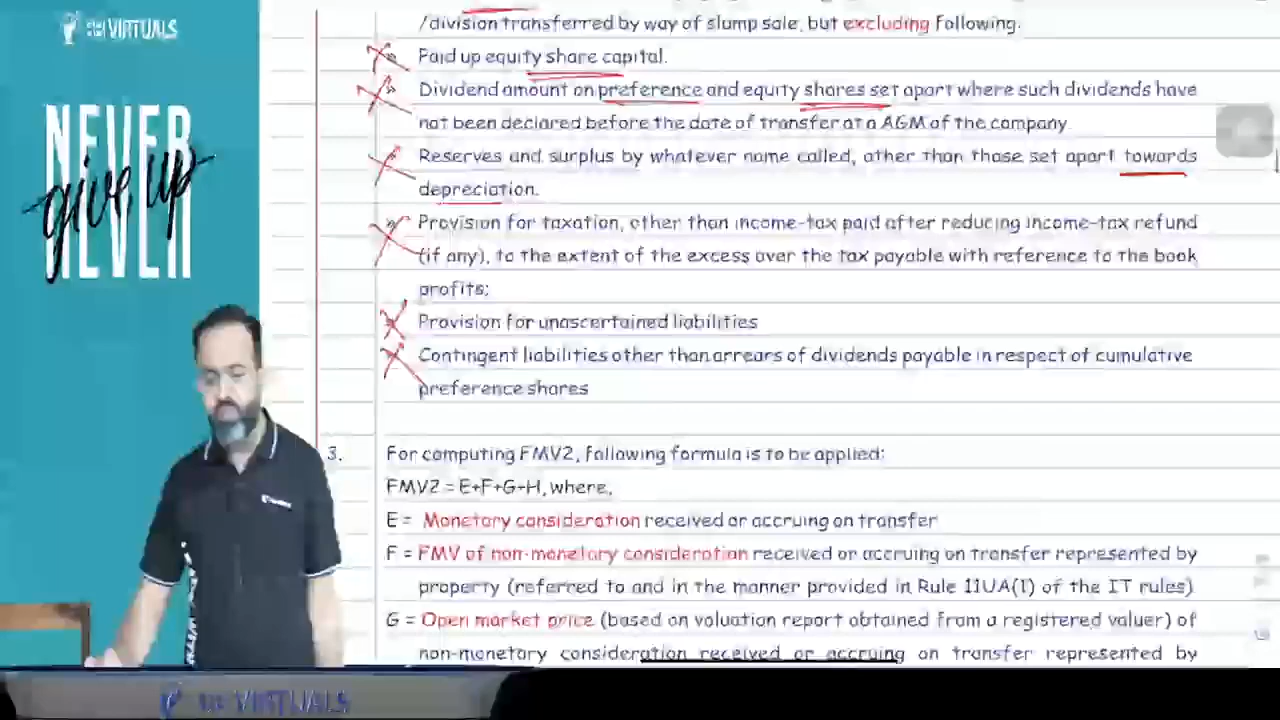 VIRTUALS
NEVER
give up
NEVER
/division transferred by way of slump sale, but excluding following.
Paid up equity share capital.
Dividend amount on preference and equity shares set apart where such dividends have
not been declared before the date of transfer at a AGM of the company.
Reserves and surplus by whatever name called, other than those set apart towards
depreciation.
Provision for taxation, other than income-tax paid after reducing income-tax refund
(if any), to the extent of the excess over the tax payable with reference to the book
profits;
Provision for unascertained liabilities
Contingent liabilities other than arrears of dividends payable in respect of cumulative
preference shares
3. For computing FMV2, following formula is to be applied:
FMV2 = E+F+G+H, where,
E = Monetary consideration received or accruing on transfer
F = FMV of non-monetary consideration received or accruing on transfer represented by
property (referred to and in the manner provided in Rule 11UA(1) of the IT rules)
G = Open market price (based on valuation report obtained from a registered valuer) of
non-monetary consideration received or accruing on transfer represented by
VIRTUALS